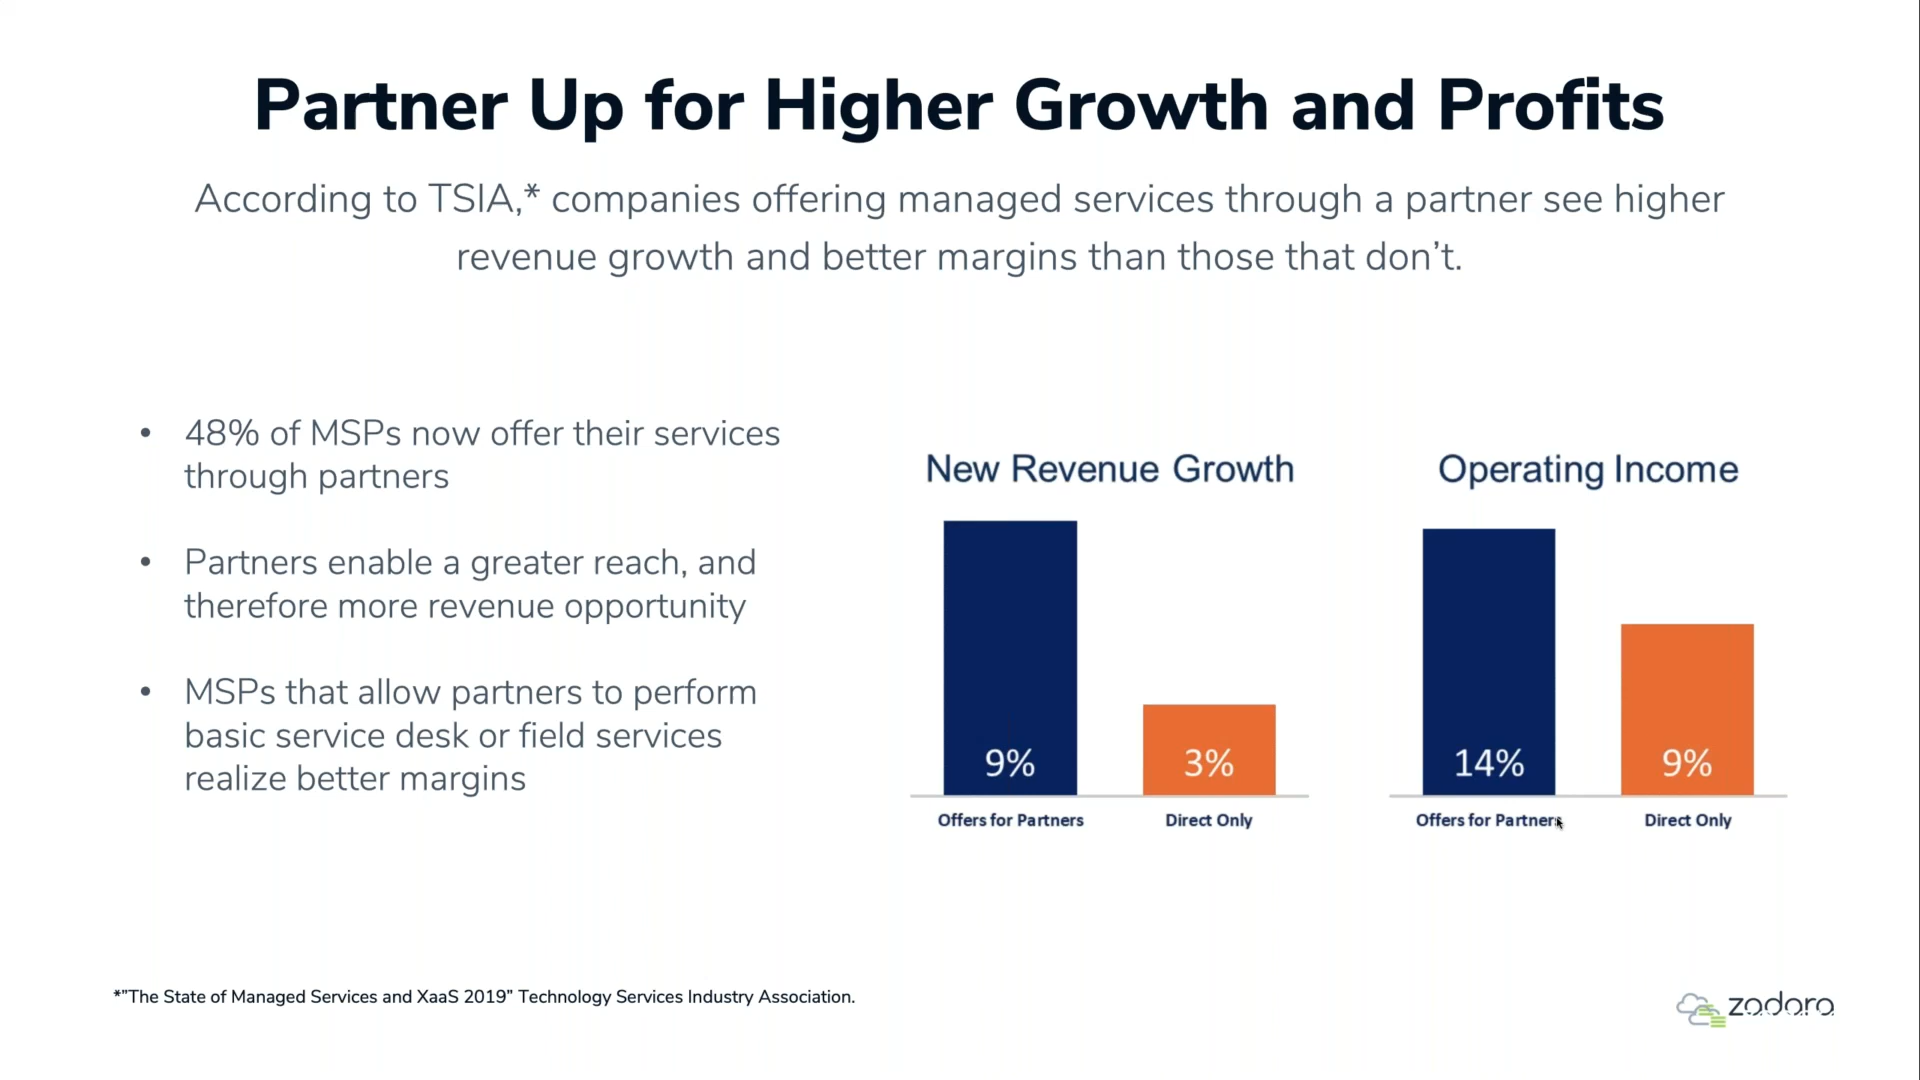 Partner Up for Higher Growth and Profits
According to TSIA,* companies offering managed services through a partner see higher
revenue growth and better margins than those that don’t.
• 48% of MSPs now offer their services
through partners
• Partners enable a greater reach, and
therefore more revenue opportunity
• MSPs that allow partners to perform
basic service desk or field services
realize better margins
New Revenue Growth
9%
3%
Offers for Partners
Direct Only
Operating Income
14%
9%
Offers for Partners
Direct Only
*"The State of Managed Services and XaaS 2019” Technology Services Industry Association.
zadara